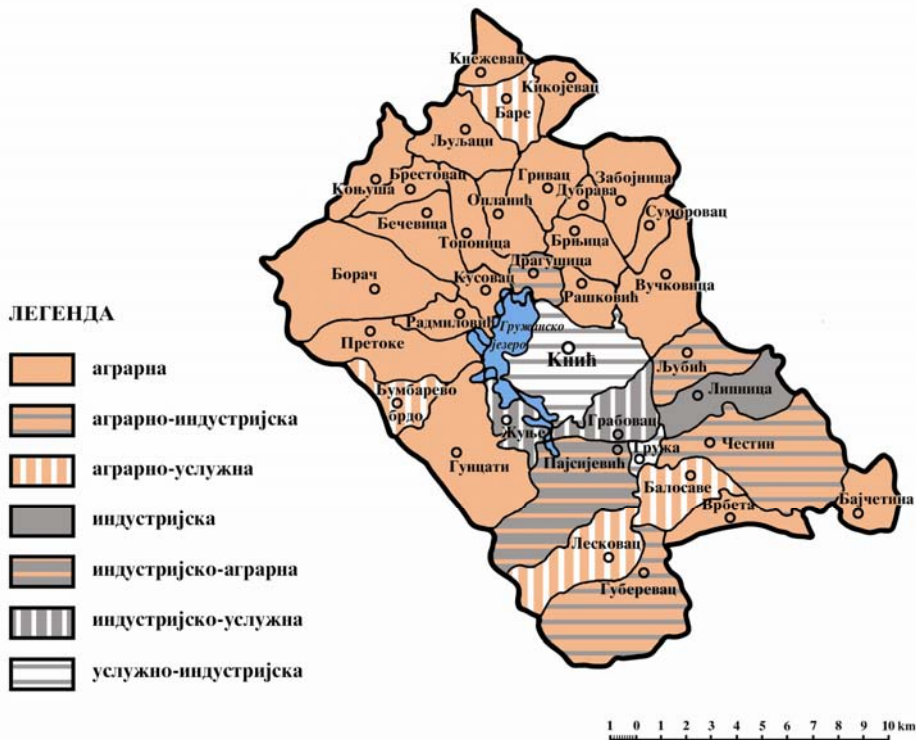 Кнежевац
Кикојевац
Баре
Љуљаци
Коњуша
Брестовац
Гривац
Дубрава
Забојница
Опланић
Бечевица
Суморовац
Топоница
Брњица
Драгушица
Борач
Кусовац
Рашковић
Вучковица
Радмиловић
Претоке
Гружанско
језеро
Кнић
Љубић
Липница
Бумбарево
брдо
Жуње
Грабовац
Гружа
Честин
Гунцати
Пајсијевић
Балосаве
Врбета
Бајчетина
Лесковац
Губеревац
ЛЕГЕНДА
аграрна
аграрно-индустријска
аграрно-услужна
индустријска
индустријско-аграрна
индустријско-услужна
услужно-индустријска
1 0 1 2 3 4 5 6 7 8 9 10 km